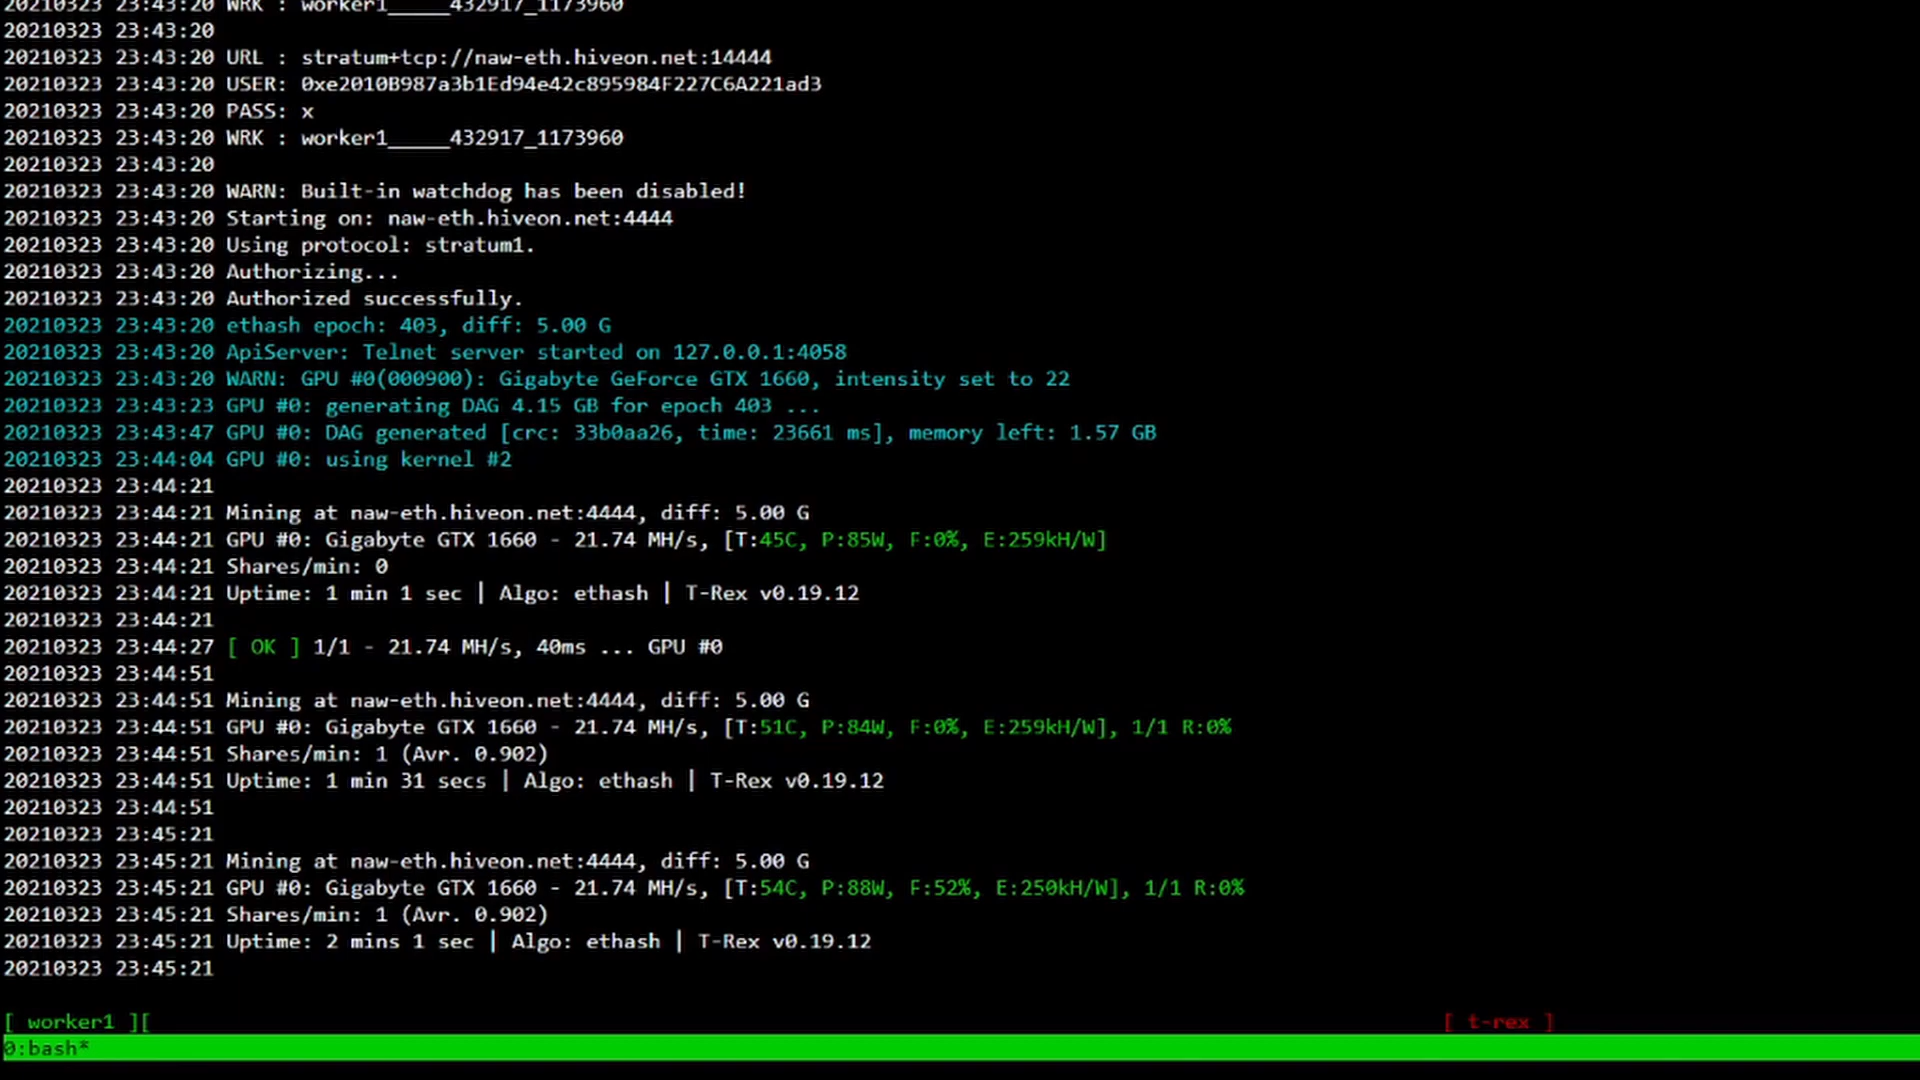 20210323 23:43:20 WRK : worker1_____432917_1173960
20210323 23:43:20
20210323 23:43:20 URL : stratum+tcp://naw-eth.hiveon.net:14444
20210323 23:43:20 USER: 0xe2010B987a3b1Ed94e42c895984F227C6A221ad3
20210323 23:43:20 PASS: x
20210323 23:43:20 WRK : worker1_____432917_1173960
20210323 23:43:20
20210323 23:43:20 WARN: Built-in watchdog has been disabled!
20210323 23:43:20 Starting on: naw-eth.hiveon.net:4444
20210323 23:43:20 Using protocol: stratum1.
20210323 23:43:20 Authorizing...
20210323 23:43:20 Authorized successfully.
20210323 23:43:20 ethash epoch: 403, diff: 5.00 G
20210323 23:43:20 ApiServer: Telnet server started on 127.0.0.1:4058
20210323 23:43:20 WARN: GPU #0(000900): Gigabyte GeForce GTX 1660, intensity set to 22
20210323 23:43:23 GPU #0: generating DAG 4.15 GB for epoch 403 ...
20210323 23:43:47 GPU #0: DAG generated [crc: 33b0aa26, time: 23661 ms], memory left: 1.57 GB
20210323 23:44:04 GPU #0: using kernel #2
20210323 23:44:21
20210323 23:44:21 Mining at naw-eth.hiveon.net:4444, diff: 5.00 G
20210323 23:44:21 GPU #0: Gigabyte GTX 1660 - 21.74 MH/s, [T:45C, P:85W, F:0%, E:259kH/W]
20210323 23:44:21 Shares/min: 0
20210323 23:44:21 Uptime: 1 min 1 sec | Algo: ethash | T-Rex v0.19.12
20210323 23:44:21
20210323 23:44:27 [ OK ] 1/1 - 21.74 MH/s, 40ms ... GPU #0
20210323 23:44:51
20210323 23:44:51 Mining at naw-eth.hiveon.net:4444, diff: 5.00 G
20210323 23:44:51 GPU #0: Gigabyte GTX 1660 - 21.74 MH/s, [T:51C, P:84W, F:0%, E:259kH/W], 1/1 R:0%
20210323 23:44:51 Shares/min: 1 (Avr. 0.902)
20210323 23:44:51 Uptime: 1 min 31 secs | Algo: ethash | T-Rex v0.19.12
20210323 23:44:51
20210323 23:45:21
20210323 23:45:21 Mining at naw-eth.hiveon.net:4444, diff: 5.00 G
20210323 23:45:21 GPU #0: Gigabyte GTX 1660 - 21.74 MH/s, [T:54C, P:88W, F:52%, E:250kH/W], 1/1 R:0%
20210323 23:45:21 Shares/min: 1 (Avr. 0.902)
20210323 23:45:21 Uptime: 2 mins 1 sec | Algo: ethash | T-Rex v0.19.12
20210323 23:45:21
[ worker1 ][ [ t-rex ]
0:bash*